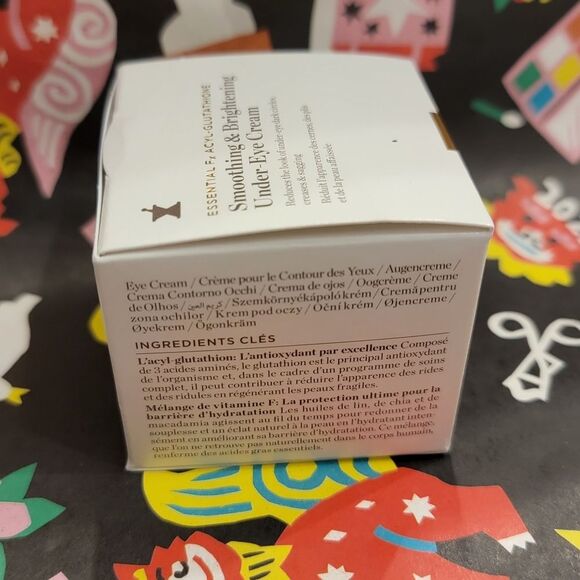 ESSENTIAL Fx ACYL-GLUTATHIONE
Smoothing & Brightening
Under-Eye Cream
Reduces the look of under-eye dark circles,
creases & sagging
Réduit l'apparence des cernes, des plis
et de la peau affaissée
Eye Cream / Crème pour le Contour des Yeux / Augencreme /
Crema Contorno Occhi / Crema de ojos / Oogcrème / Creme
de Olhos / كريم العين / Szemkörnyékápoló krém / Cremă pentru
zona ochilor / Krem pod oczy / Oční krém / Øjencreme /
Øyekrem / Ögonkräm
INGREDIENTS CLÉS
L'acyl-glutathion: L'antioxydant par excellence Composé
de 3 acides aminés, le glutathion est le principal antioxydant
de l'organisme et, dans le cadre d'un programme de soins
complet, il peut contribuer à réduire l'apparence des rides
et des ridules en régénérant les peaux fragiles.
Mélange de vitamine F: La protection ultime pour la
barrière d'hydratation Les huiles de lin, de chia et de
macadamia agissent au fil du temps pour redonner de la
souplesse et un éclat naturel à la peau en l'hydratant inten-
sément en améliorant sa barrière d'hydratation. Ce mélange,
que l'on ne retrouve pas naturellement dans le corps humain,
renferme des acides gras essentiels.